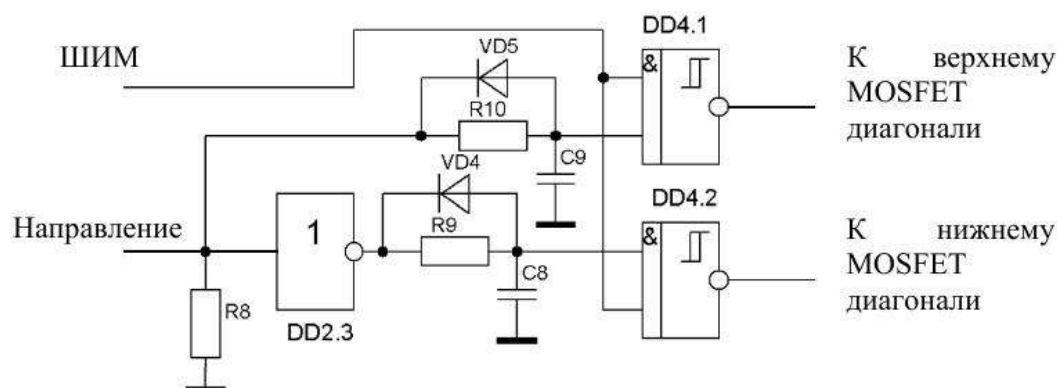 ШИМ
VD5
DD4.1
&
R10
C9
К верхнему
MOSFET
диагонали
VD4
DD4.2
Направление
1
R9
C8
&
К нижнему
MOSFET
диагонали
R8
DD2.3